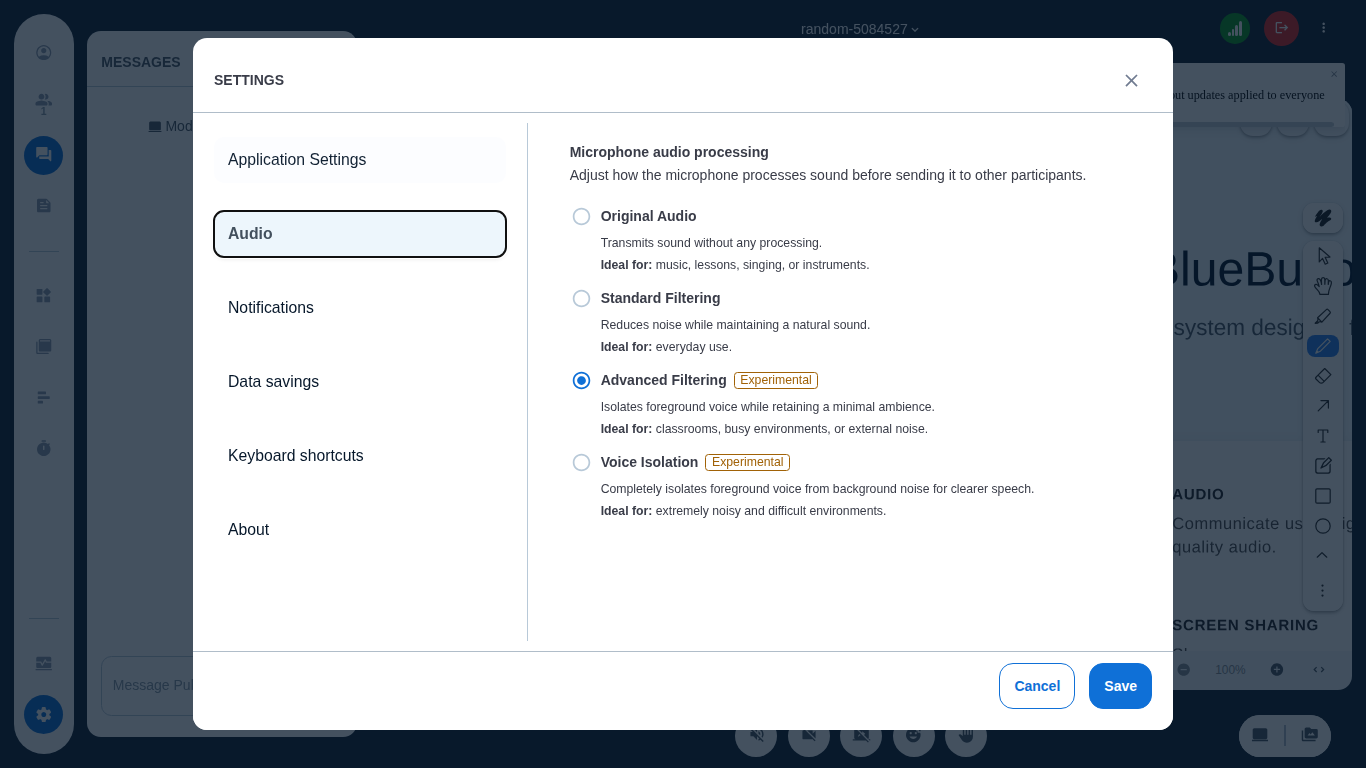 random-5084527
MESSAGES
1
SETTINGS
updates applied to everyone
Application Settings
Audio
Notifications
Data savings
Keyboard shortcuts
About
Microphone audio processing
Adjust how the microphone processes sound before sending it to other participants.
Original Audio
Transmits sound without any processing.
Ideal for: music, lessons, singing, or instruments.
Standard Filtering
Reduces noise while maintaining a natural sound.
Ideal for: everyday use.
Advanced Filtering Experimental
Isolates foreground voice while retaining a minimal ambience.
Ideal for: classrooms, busy environments, or external noise.
Voice Isolation Experimental
Completely isolates foreground voice from background noise for clearer speech.
Ideal for: extremely noisy and difficult environments.
system
AUDIO
Communicate
quality audio.
SCREEN SHARING
100%
Message
Cancel
Save